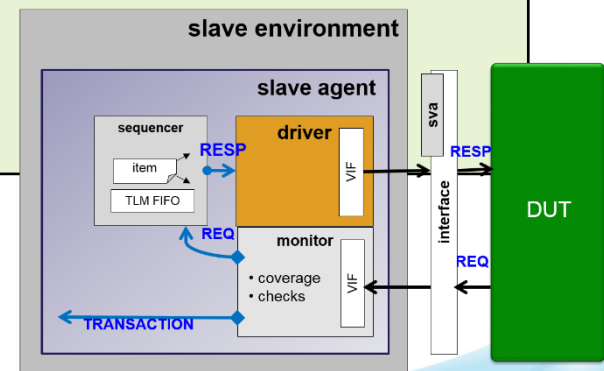 slave environment
slave agent
sequencer
item
TLM FIFO
RESP
driver
VIF
REQ
monitor
• coverage
• checks
VIF
TRANSACTION
sva
interface
RESP
REQ
DUT